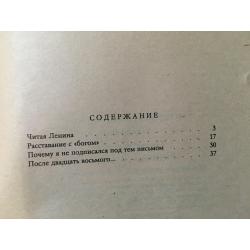 СОДЕРЖАНИЕ
Читая Ленина 3
Расставание с «богом» 17
Почему я не подписался под тем письмом 30
После двадцать восьмого... 37